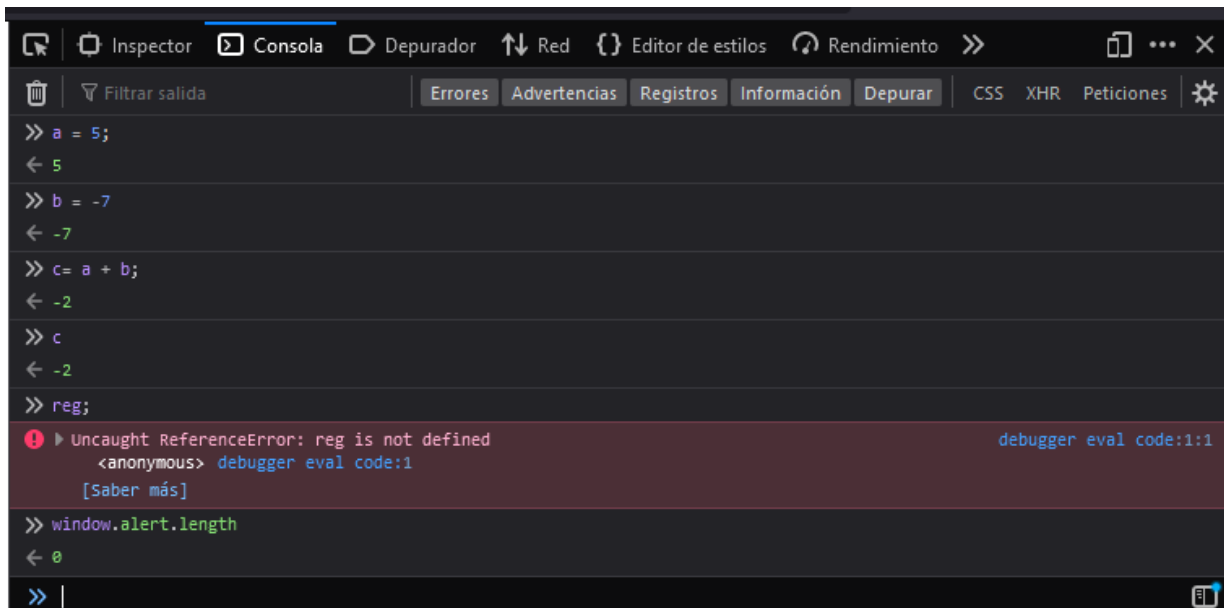 Inspector Consola Depurador Red {} Editor de estilos Rendimiento >> ··· ×
Filtrar salida Errores Advertencias Registros Información Depurar CSS XHR Peticiones
>> a = 5;
← 5
>> b = -7
← -7
>> c= a + b;
← -2
>> c
← -2
>> reg;
Uncaught ReferenceError: reg is not defined debugger eval code:1:1
<anonymous> debugger eval code:1
[Saber más]
>> window.alert.length
← 0
>>